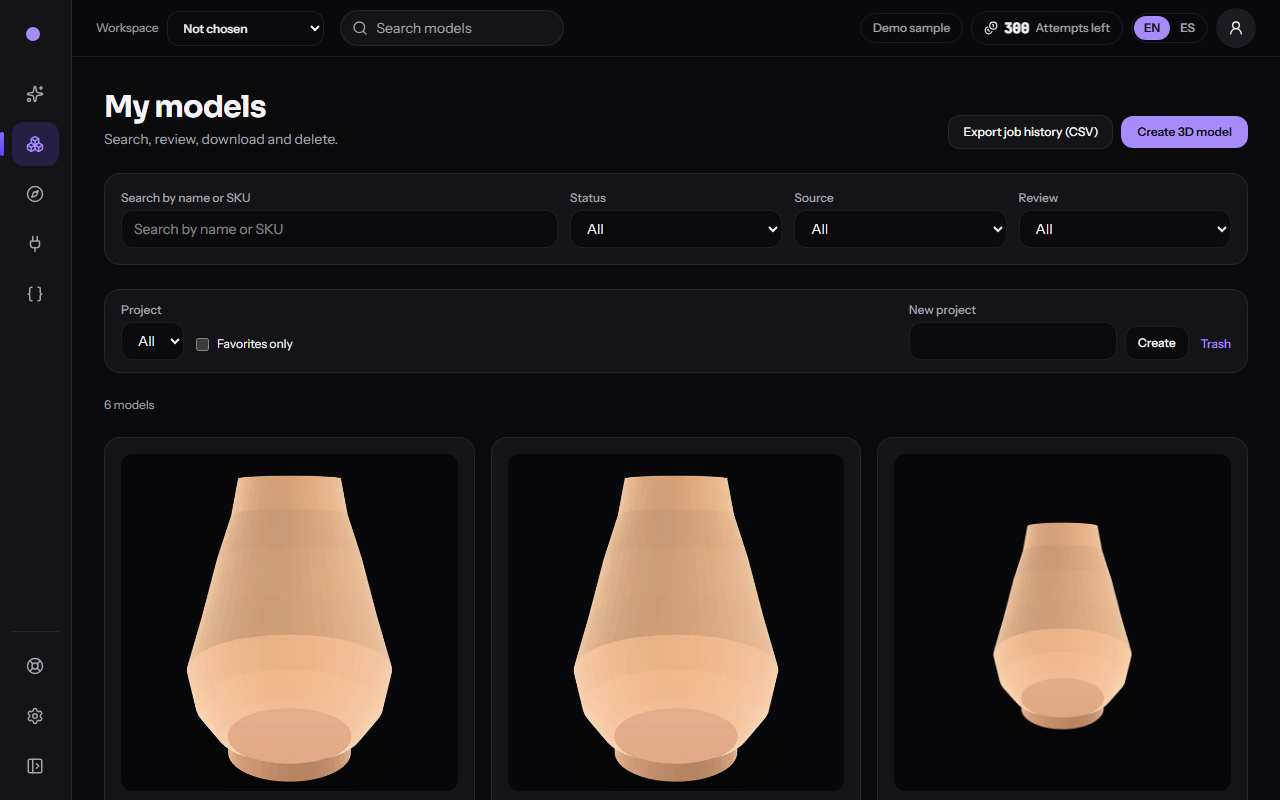 Workspace
Not chosen
Search models
Demo sample
300 Attempts left
EN
ES
My models
Search, review, download and delete.
Export job history (CSV)
Create 3D model
Search by name or SKU
Search by name or SKU
Status
All
Source
All
Review
All
Project
All
Favorites only
New project
Create
Trash
6 models